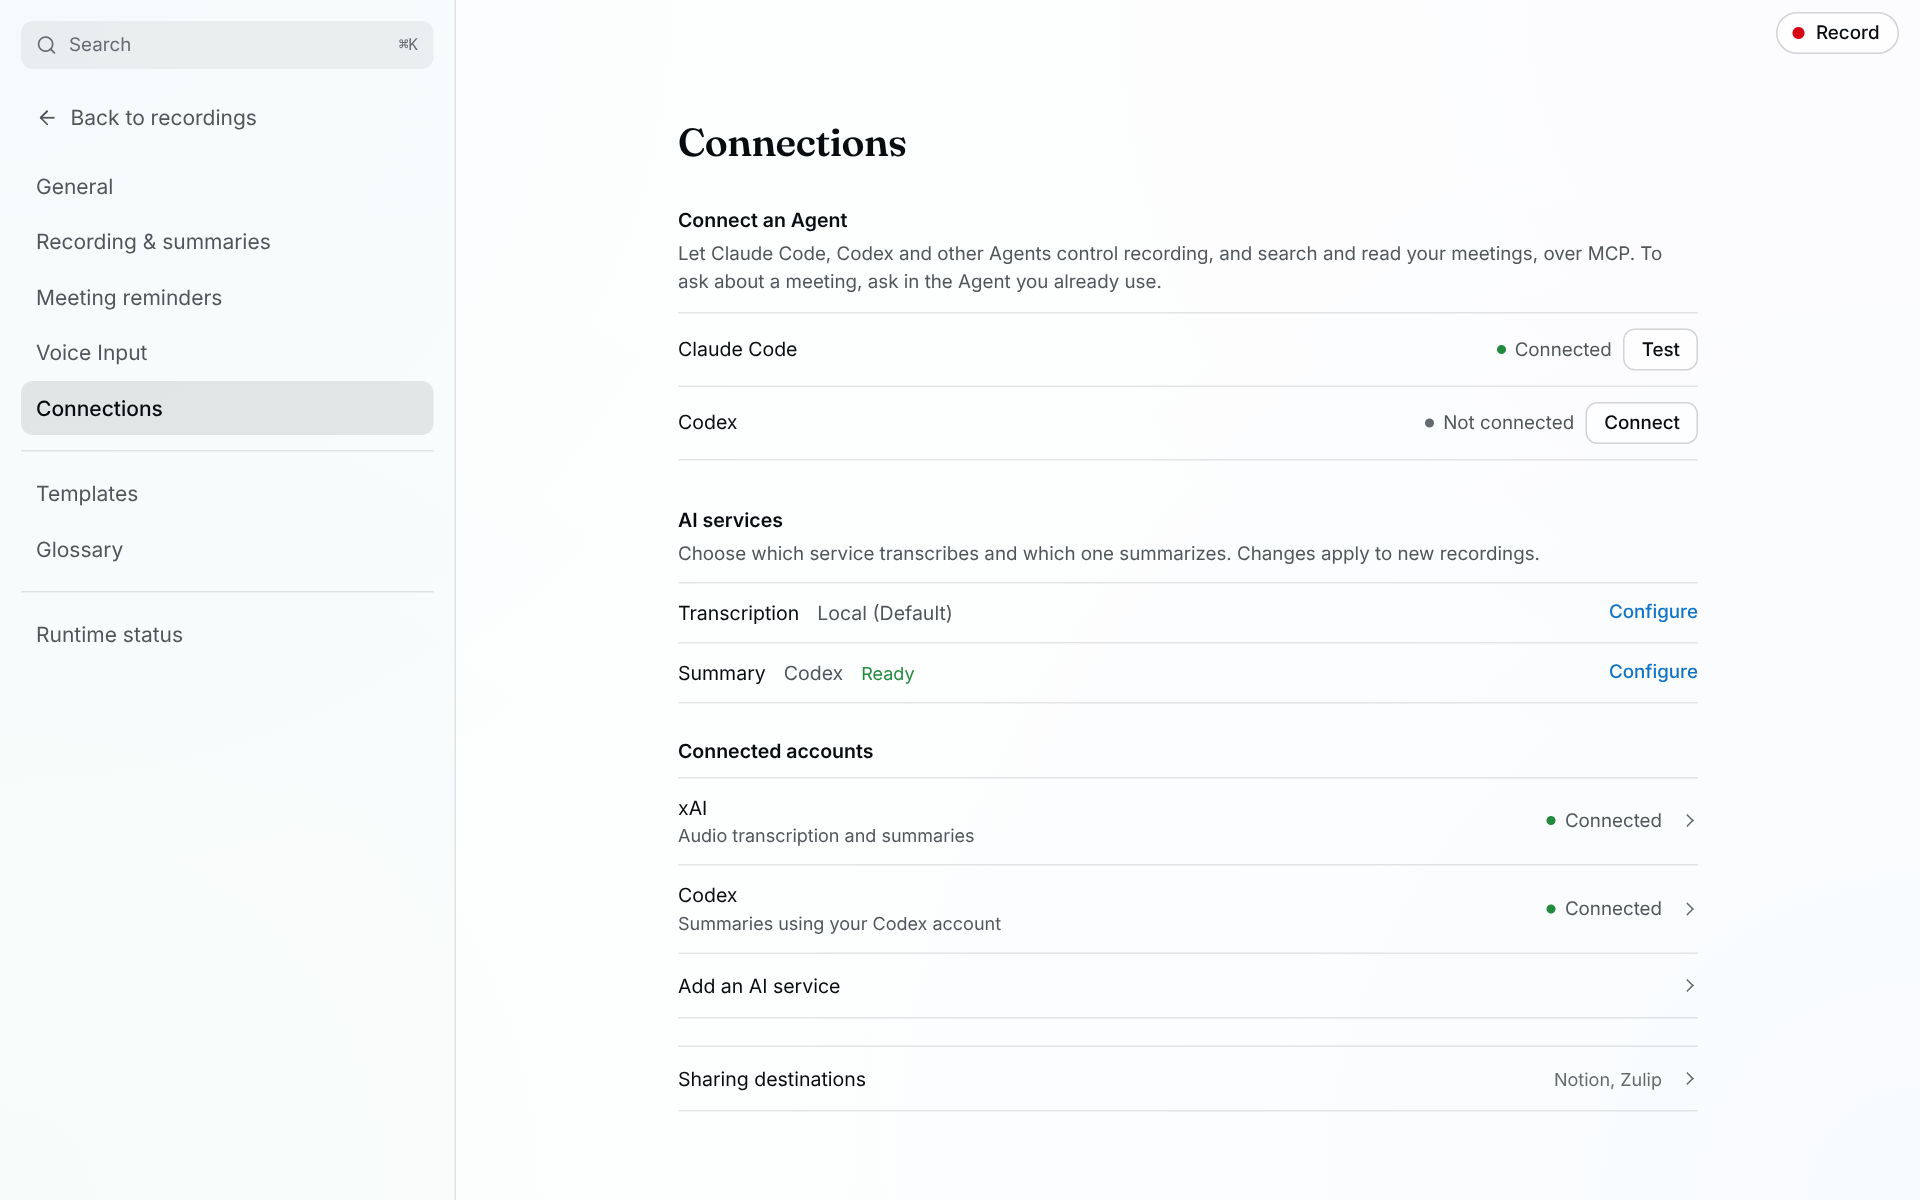 Search ⌘K
Record
Back to recordings
General
Recording & summaries
Meeting reminders
Voice Input
Connections
Templates
Glossary
Runtime status
Connections
Connect an Agent
Let Claude Code, Codex and other Agents control recording, and search and read your meetings, over MCP. To
ask about a meeting, ask in the Agent you already use.
Claude Code Connected Test
Codex Not connected Connect
AI services
Choose which service transcribes and which one summarizes. Changes apply to new recordings.
Transcription Local (Default) Configure
Summary Codex Ready Configure
Connected accounts
xAI
Audio transcription and summaries
Connected
Codex
Summaries using your Codex account
Connected
Add an AI service
Sharing destinations Notion, Zulip